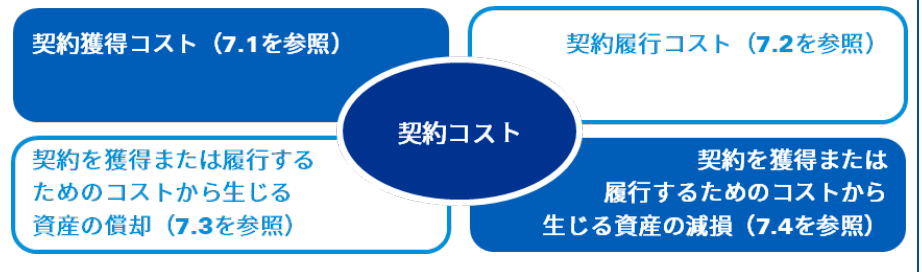 契約獲得コスト（7.1を参照）
契約履行コスト（7.2を参照）
契約コスト
契約を獲得または履行する
ためのコストから生じる
資産の償却（7.3を参照）
契約を獲得または
履行するためのコストから
生じる資産の減損（7.4を参照）